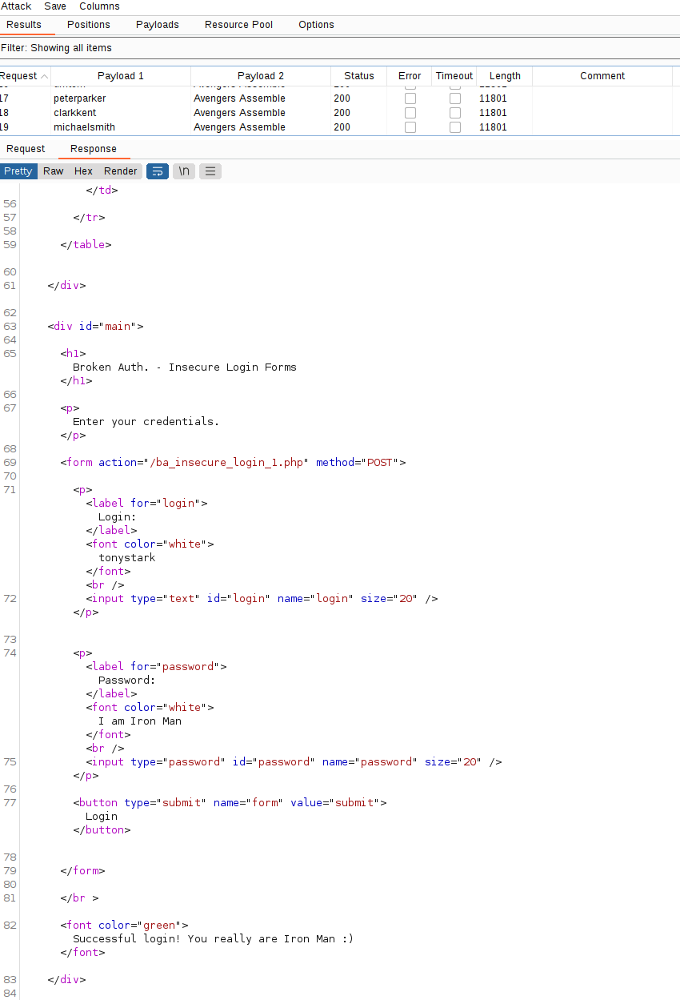 Attack Save Columns
Results Positions Payloads Resource Pool Options
Filter: Showing all items
Request Payload 1 Payload 2 Status Error Timeout Length Comment
17 peterparker Avengers Assemble 200 11801
18 clarkkent Avengers Assemble 200 11801
19 michaelsmith Avengers Assemble 200 11801
Request Response
Pretty Raw Hex Render \n
</td>
56
57 </tr>
58
59 </table>
60
61 </div>
62
63 <div id="main">
64
65 <h1>
Broken Auth. - Insecure Login Forms
</h1>
66
67 <p>
Enter your credentials.
</p>
68
69 <form action="/ba_insecure_login_1.php" method="POST">
70
71 <p>
<label for="login">
Login:
</label>
<font color="white">
tonystark
</font>
<br />
72 <input type="text" id="login" name="login" size="20" />
</p>
73
74 <p>
<label for="password">
Password:
</label>
<font color="white">
I am Iron Man
</font>
<br />
75 <input type="password" id="password" name="password" size="20" />
</p>
76
77 <button type="submit" name="form" value="submit">
Login
</button>
78
79 </form>
80
81 </br >
82 <font color="green">
Successful login! You really are Iron Man :)
</font>
83 </div>
84